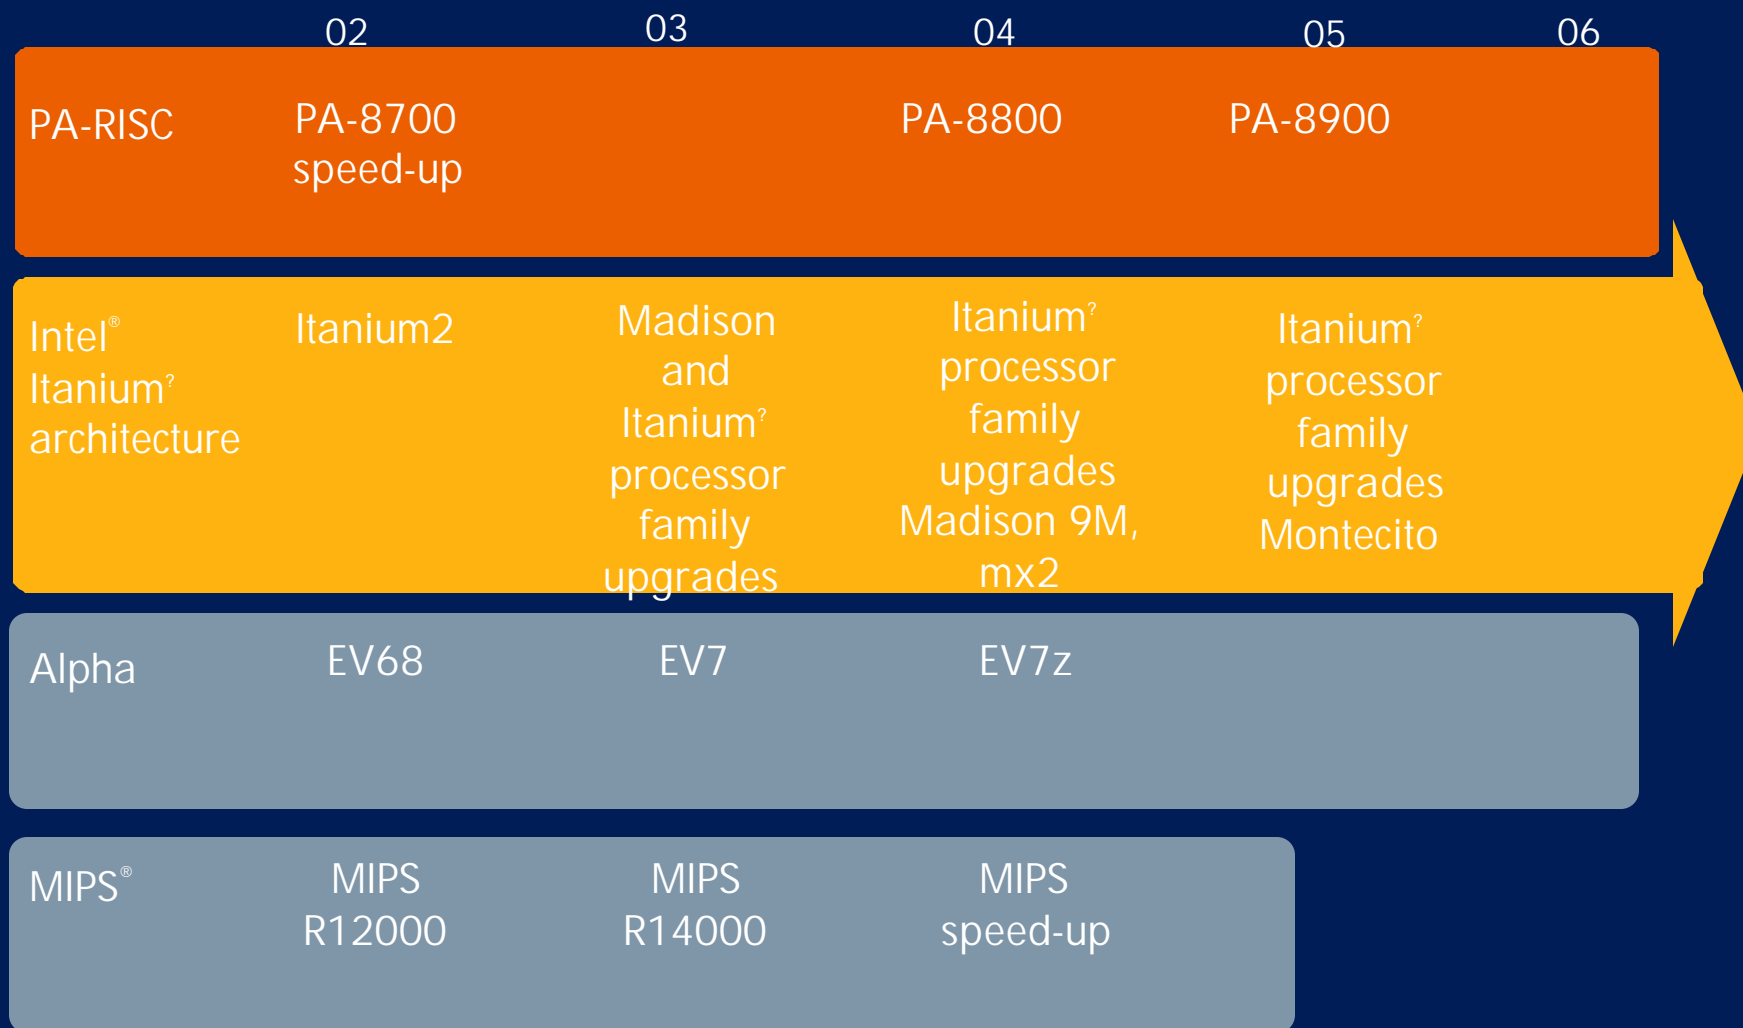 02 03 04 05 06
PA-RISC
PA-8700
speed-up
PA-8800
PA-8900
Intel®
Itanium?
architecture
Itanium2
Madison
and
Itanium?
processor
family
upgrades
Itanium?
processor
family
upgrades
Madison 9M,
mx2
Itanium?
processor
family
upgrades
Montecito
Alpha
EV68
EV7
EV7z
MIPS®
MIPS
R12000
MIPS
R14000
MIPS
speed-up